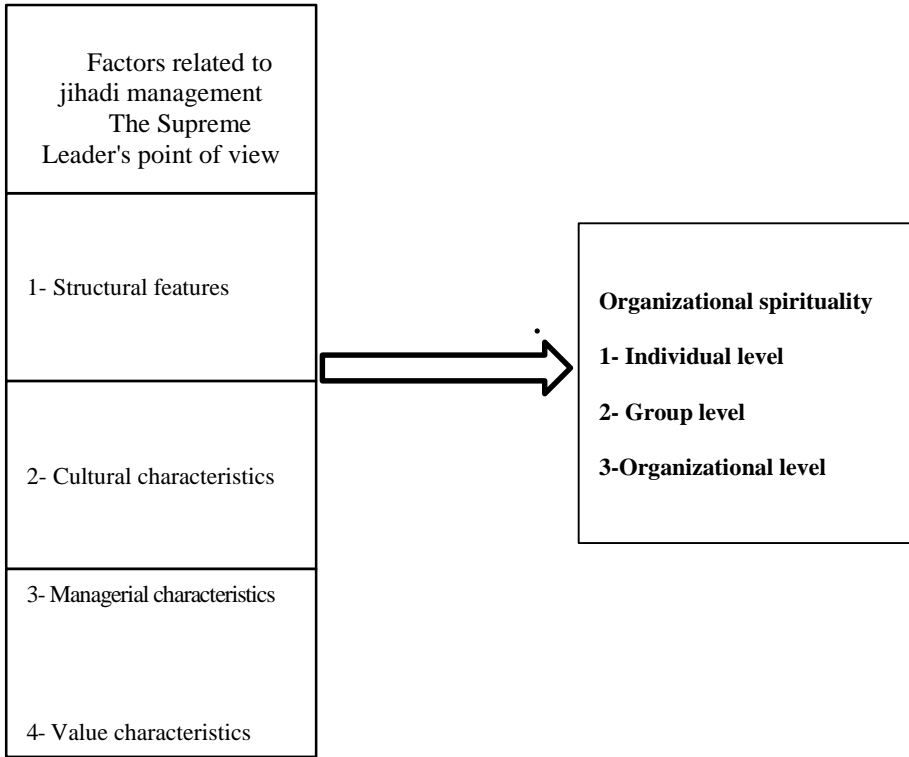 Factors related to
jihadi management
The Supreme
Leader's point of view
1- Structural features
2- Cultural characteristics
3- Managerial characteristics
4- Value characteristics
.
Organizational spirituality
1- Individual level
2- Group level
3-Organizational level